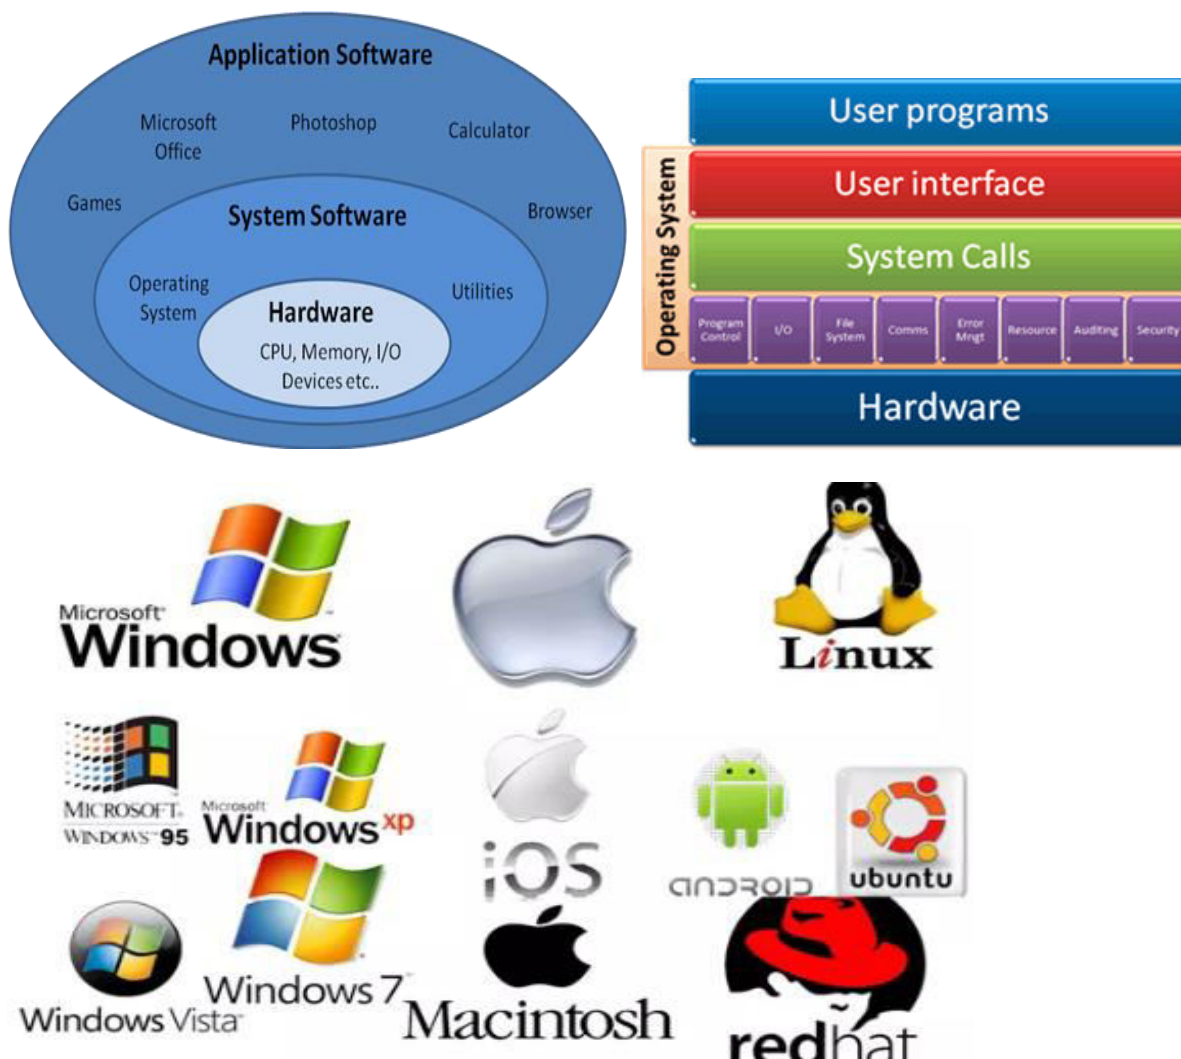 Application Software
Microsoft
Office
Photoshop
Calculator
Games
Browser
System Software
Operating
System
Utilities
Hardware
CPU, Memory, I/O
Devices etc..
Operating System
User programs
User interface
System Calls
Program
Control
I/O
File
System
Comms
Error
Mngt
Resource
Auditing
Security
Hardware
Microsoft
Windows
Linux
MICROSOFT.
WINDOWS 95
Microsoft
Windows xp
iOS
android
ubuntu
Windows Vista
Windows 7
Macintosh
redhat